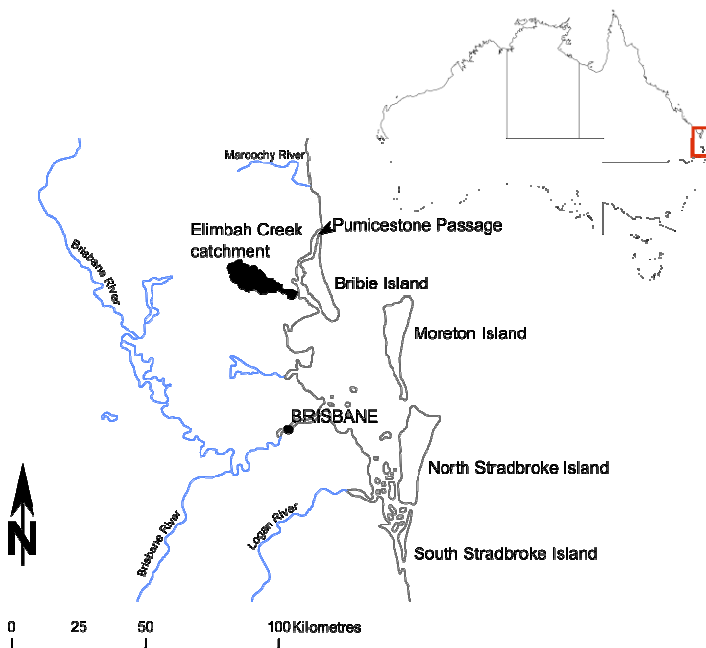 Maroochy River
Pumicestone Passage
Elimbah Creek
catchment
Brisbane River
Bribie Island
Moreton Island
BRISBANE
North Stradbroke Island
Logan River
Brisbane River
South Stradbroke Island
N
0 25 50 100 Kilometres